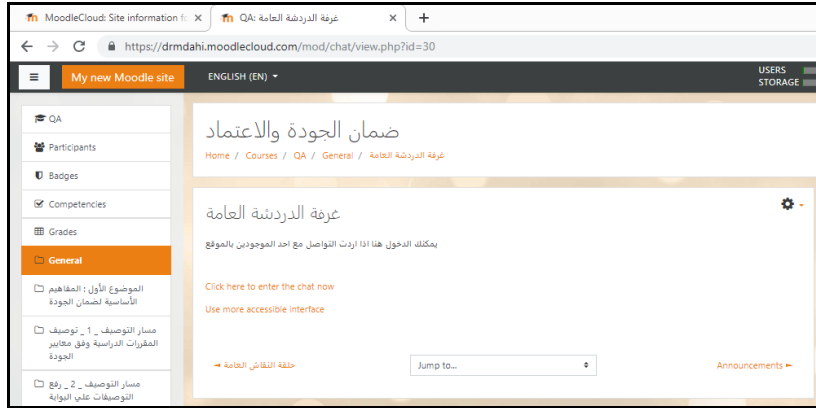 MoodleCloud: Site information fo
QA: غرفة الدردشة العامة
https://drmdahi.moodlecloud.com/mod/chat/view.php?id=30
My new Moodle site
ENGLISH (EN)
USERS
STORAGE
QA
Participants
Badges
Competencies
Grades
General
الموضوع الأول : المفاهيم
الأساسية لضمان الجودة
مسار التوصيف _ 1 _ توصيف
المقررات الدراسية وفق معايير
الجودة
مسار التوصيف _ 2 _ رفع
التوصيفات علي البوابة
ضمان الجودة والاعتماد
Home / Courses / QA / General / غرفة الدردشة العامة
غرفة الدردشة العامة
يمكنك الدخول هنا اذا اردت التواصل مع احد الموجودين بالموقع
Click here to enter the chat now
Use more accessible interface
◄ حلقة النقاش العامة
Jump to...
Announcements ►